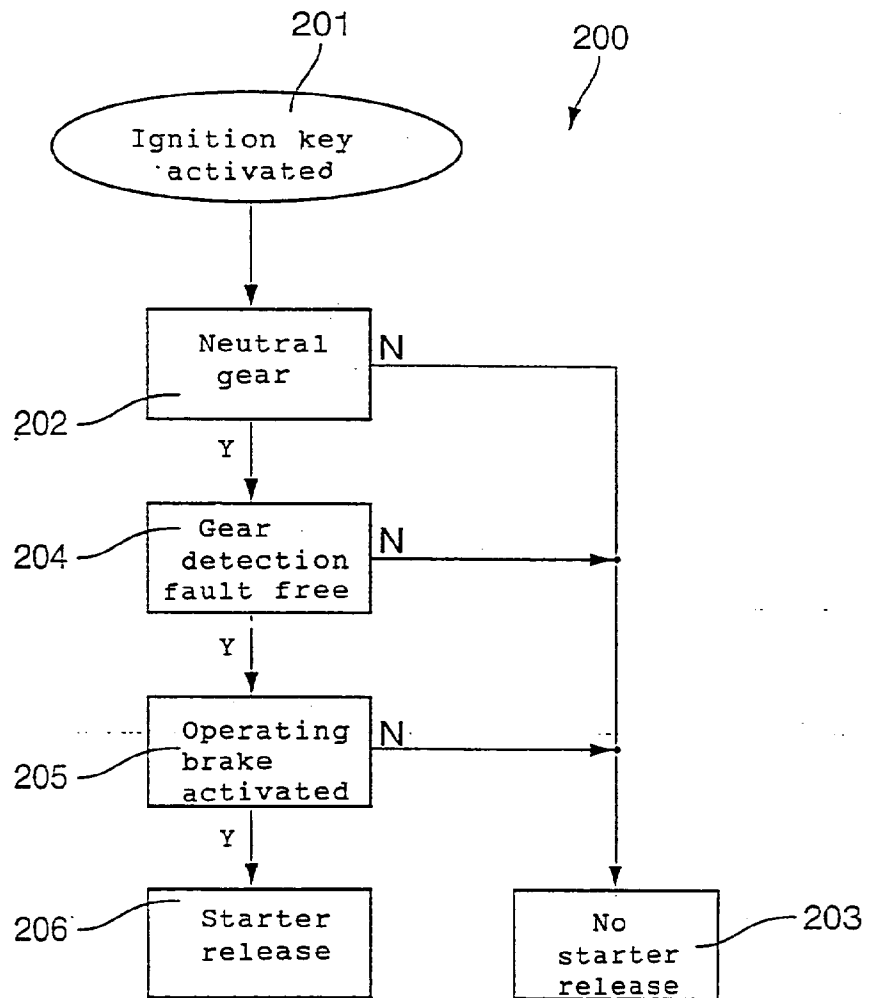 201
200
Ignition key
activated
Neutral
gear
N
202
Y
Gear
detection
fault free
N
204
Y
Operating
brake
activated
N
205
Y
Starter
release
206
No
starter
release
203